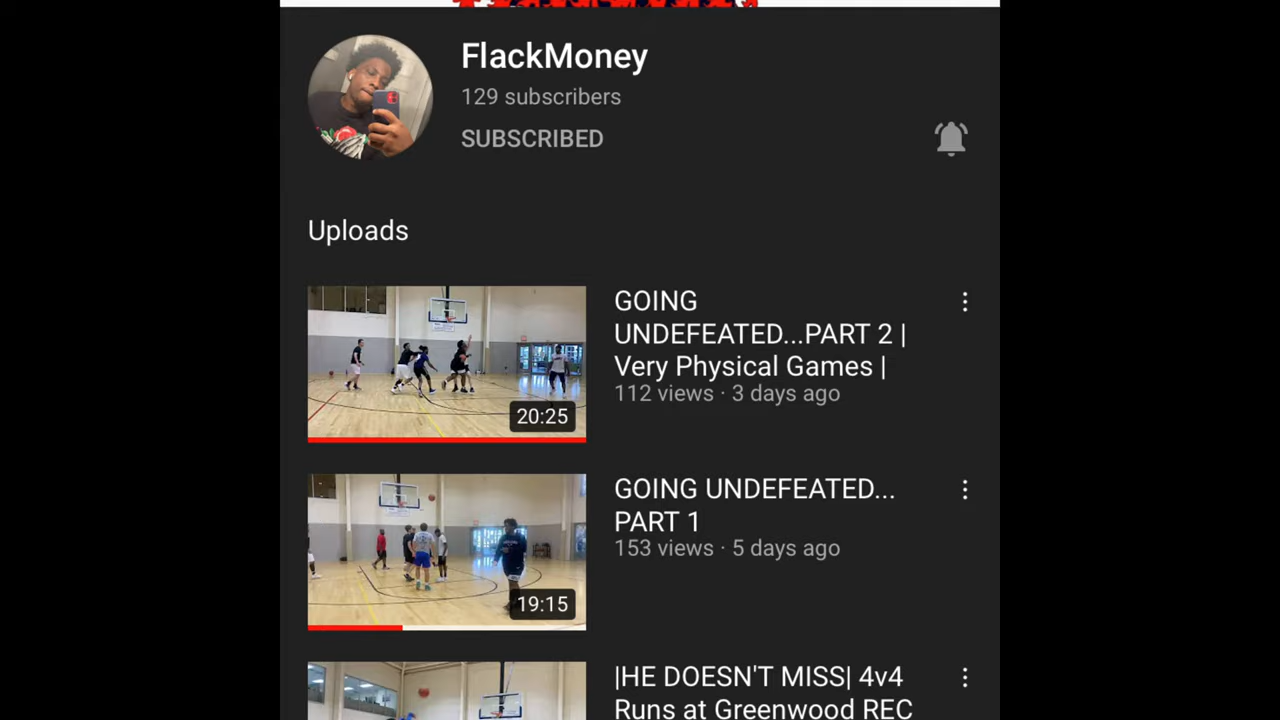 FlackMoney
129 subscribers
SUBSCRIBED
Uploads
GOING
UNDEFEATED...PART 2 |
Very Physical Games |
112 views · 3 days ago
20:25
GOING UNDEFEATED...
PART 1
153 views · 5 days ago
19:15
|HE DOESN'T MISS| 4v4
Runs at Greenwood REC